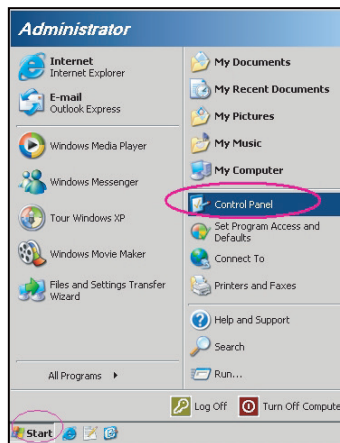 Administrator
Internet
Internet Explorer
E-mail
Outlook Express
Windows Media Player
Windows Messenger
Tour Windows XP
Windows Movie Maker
Files and Settings Transfer
Wizard
All Programs
My Documents
My Recent Documents
My Pictures
My Music
My Computer
Control Panel
Set Program Access and
Defaults
Connect To
Printers and Faxes
Help and Support
Search
Run...
Log Off
Turn Off Compute
Start